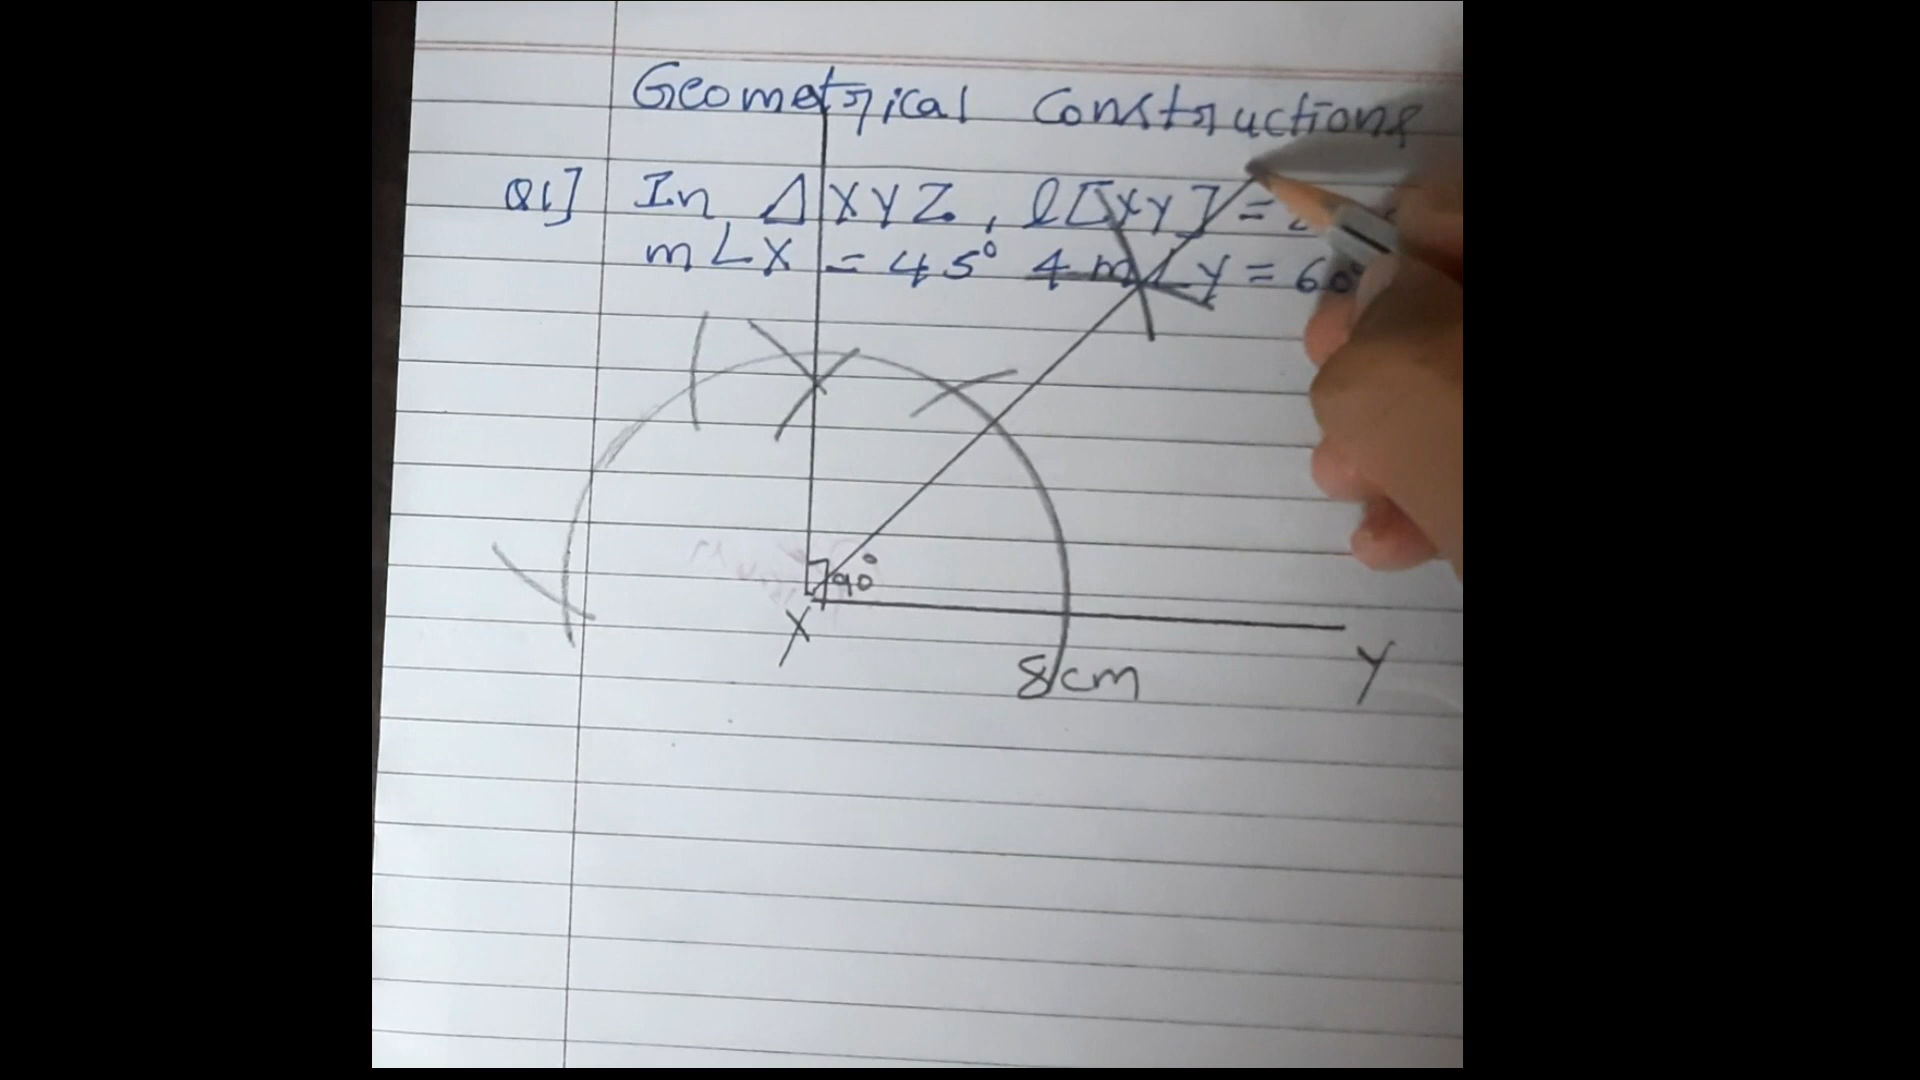 Geometrical Constructions
Q1] In △XYZ, l[XY] =
m∠X = 45° & m∠y = 60°
90°
X
Y
8cm